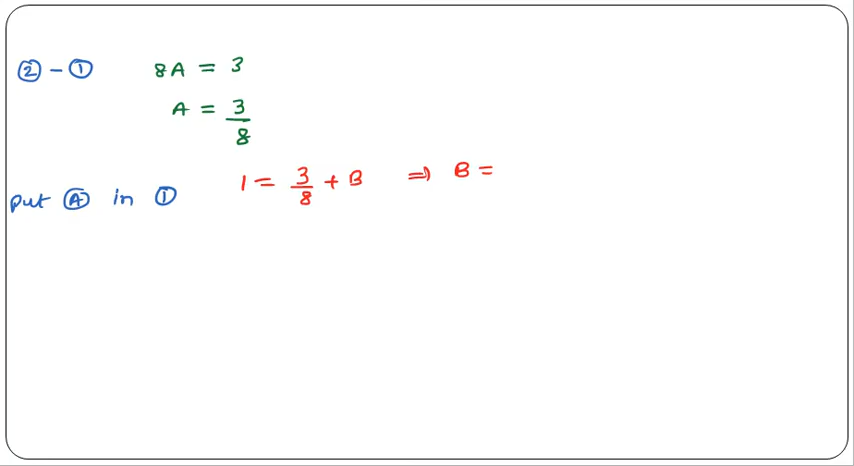 ② - ① 8A = 3
A = 3/8
put Ⓐ in ① 1 = 3/8 + B ⇒ B =